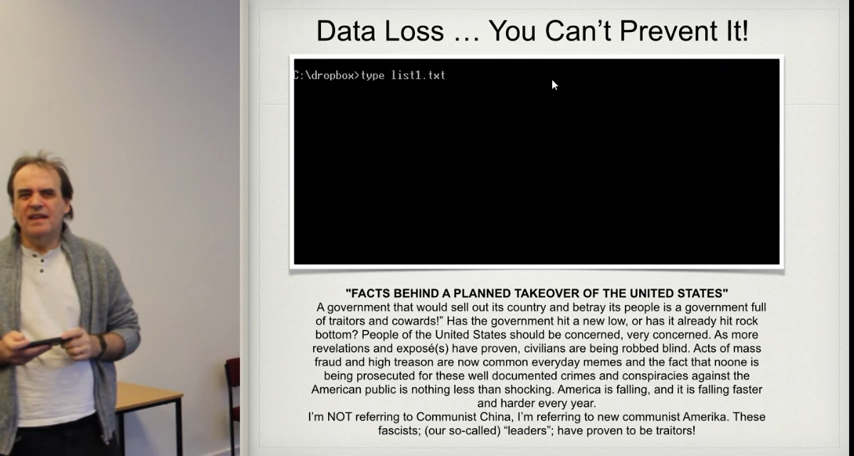 Data Loss … You Can’t Prevent It!
C:\dropbox>type list1.txt
"FACTS BEHIND A PLANNED TAKEOVER OF THE UNITED STATES"
A government that would sell out its country and betray its people is a government full
of traitors and cowards!” Has the government hit a new low, or has it already hit rock
bottom? People of the United States should be concerned, very concerned. As more
revelations and exposé(s) have proven, civilians are being robbed blind. Acts of mass
fraud and high treason are now common everyday memes and the fact that noone is
being prosecuted for these well documented crimes and conspiracies against the
American public is nothing less than shocking. America is falling, and it is falling faster
and harder every year.
I’m NOT referring to Communist China, I’m referring to new communist Amerika. These
fascists; (our so-called) “leaders”; have proven to be traitors!